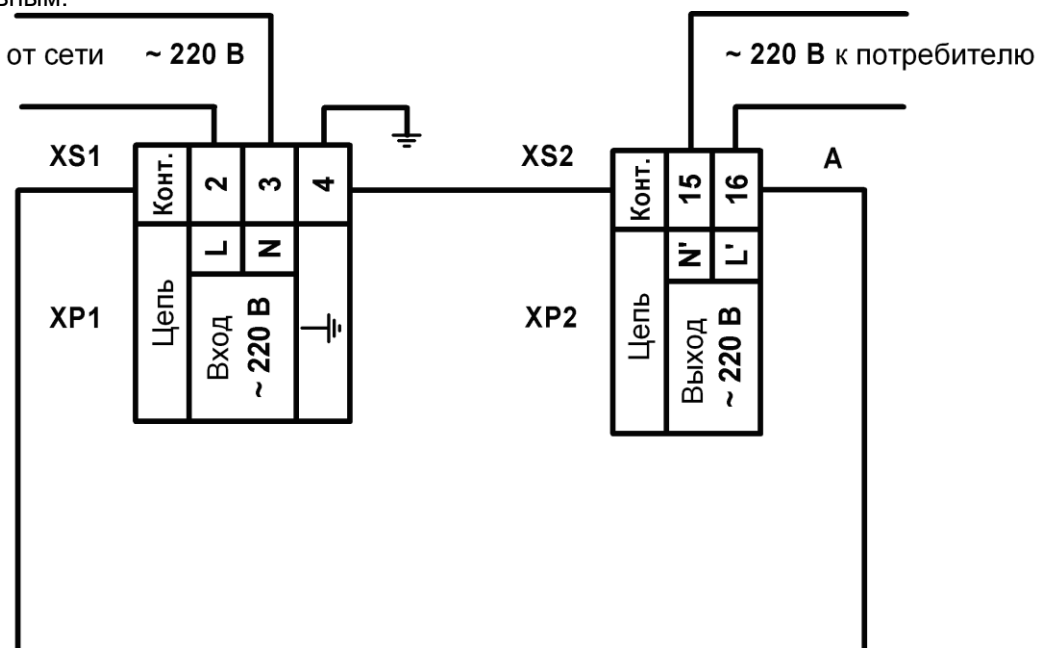 ьным.
от сети ~ 220 В
~ 220 В к потребителю
XS1
Конт.
2
3
4
XS2
Конт.
15
16
A
XP1
Цепь
L
N
Вход
~ 220 В
XP2
Цепь
N'
L'
Выход
~ 220 В